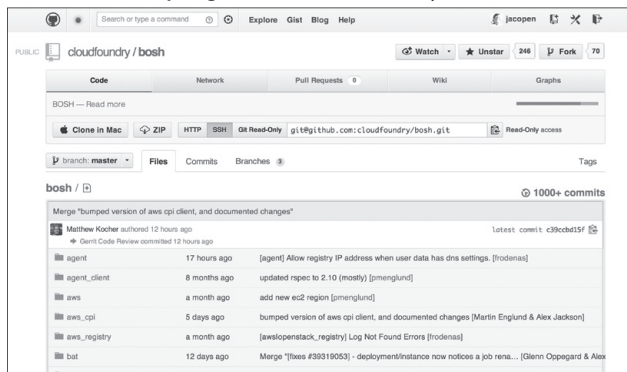 Search or type a command Explore Gist Blog Help jacopen
PUBLIC cloudfoundry / bosh Watch Unstar 246 Fork 70
Code Network Pull Requests 0 Wiki Graphs
BOSH — Read more
Clone in Mac ZIP HTTP SSH Git Read-Only git@github.com:cloudfoundry/bosh.git Read-Only access
branch: master Files Commits Branches 3 Tags
bosh / 1000+ commits
Merge "bumped version of aws cpi client, and documented changes"
Matthew Kocher authored 12 hours ago latest commit c39ccbd15f
Gerrit Code Review committed 12 hours ago
agent 17 hours ago [agent] Allow registry IP address when user data has dns settings. [frodenas]
agent_client 8 months ago updated rspec to 2.10 (mostly) [pmenglund]
aws a month ago add new ec2 region [pmenglund]
aws_cpi 5 days ago bumped version of aws cpi client, and documented changes [Martin Englund & Alex Jackson]
aws_registry a month ago [aws|openstack_registry] Log Not Found Errors [frodenas]
bat 12 days ago Merge "[fixes #39319053] - deployment/instance now notices a job rena… [Glenn Oppegard & Alex